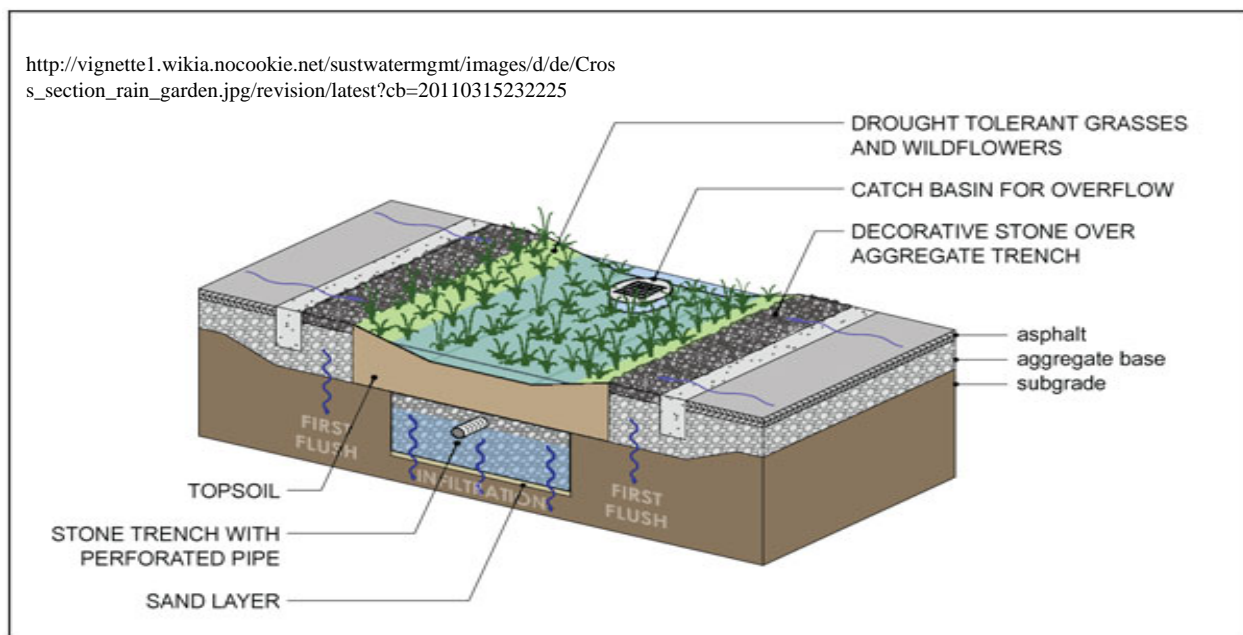 http://vignette1.wikia.nocookie.net/sustwatermgmt/images/d/de/Cros
s_section_rain_garden.jpg/revision/latest?cb=20110315232225
DROUGHT TOLERANT GRASSES
AND WILDFLOWERS
CATCH BASIN FOR OVERFLOW
DECORATIVE STONE OVER
AGGREGATE TRENCH
asphalt
aggregate base
subgrade
FIRST
FLUSH
INFILTRATION
FIRST
FLUSH
TOPSOIL
STONE TRENCH WITH
PERFORATED PIPE
SAND LAYER